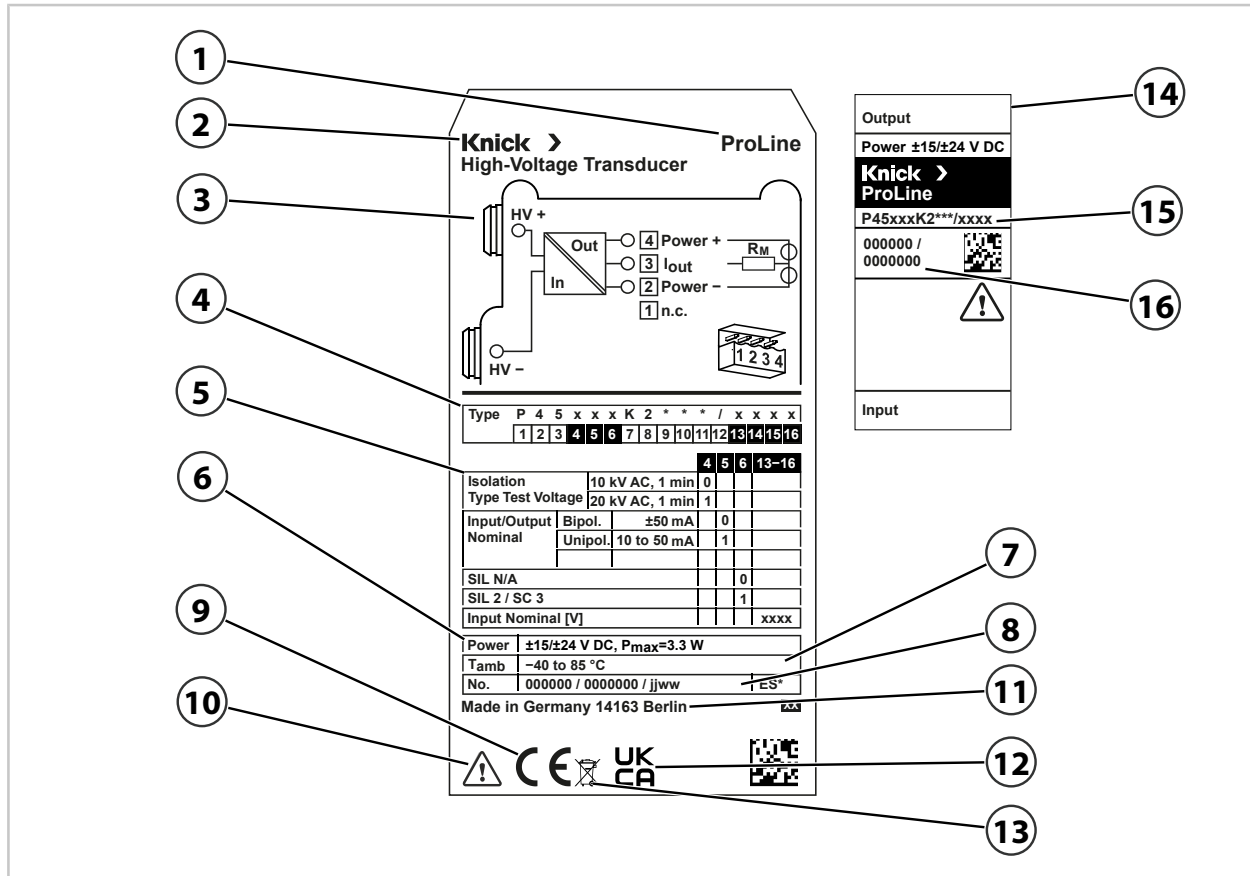 1
2
3
4
5
6
9
10
Knick > ProLine
High-Voltage Transducer
HV +
Out
In
4 Power +
3 Iout
2 Power −
1 n.c.
RM
1 2 3 4
HV −
Type P 4 5 x x x K 2 * * * / x x x x
1 2 3 4 5 6 7 8 9 10 11 12 13 14 15 16
4 5 6 13−16
Isolation 10 kV AC, 1 min 0
Type Test Voltage 20 kV AC, 1 min 1
Input/Output Bipol. ±50 mA 0
Nominal Unipol. 10 to 50 mA 1
SIL N/A 0
SIL 2 / SC 3 1
Input Nominal [V] xxxx
Power ±15/±24 V DC, Pmax=3.3 W
Tamb −40 to 85 °C
No. 000000 / 0000000 / jjww ES*
Made in Germany 14163 Berlin xx
CE
UK
CA
7
8
11
12
13
Output
Power ±15/±24 V DC
Knick >
ProLine
P45xxxK2***/xxxx
000000 /
0000000
Input
14
15
16